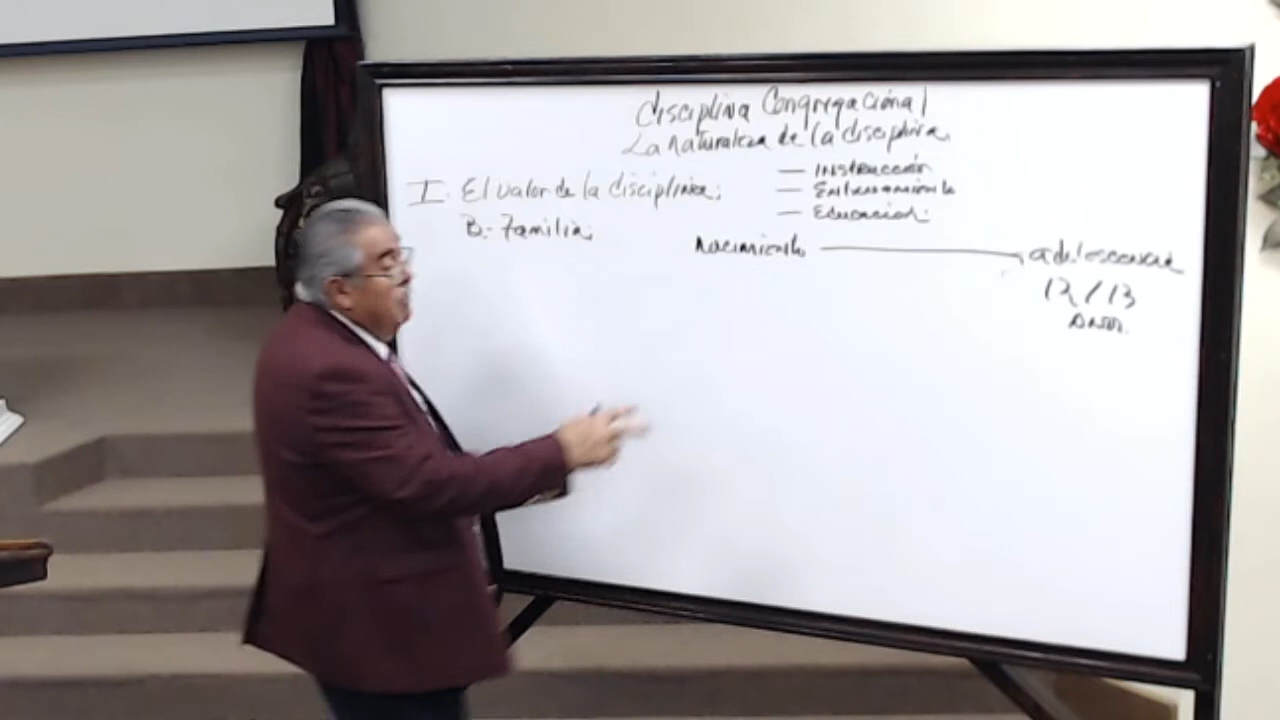 disciplina Congregacional
La naturaleza de la disciplina.
— Instrucción
I. El valor de la disciplina. — Entrenamiento
B.- Familia. — Educación.
nacimiento — adolescencia
12/13
Años.